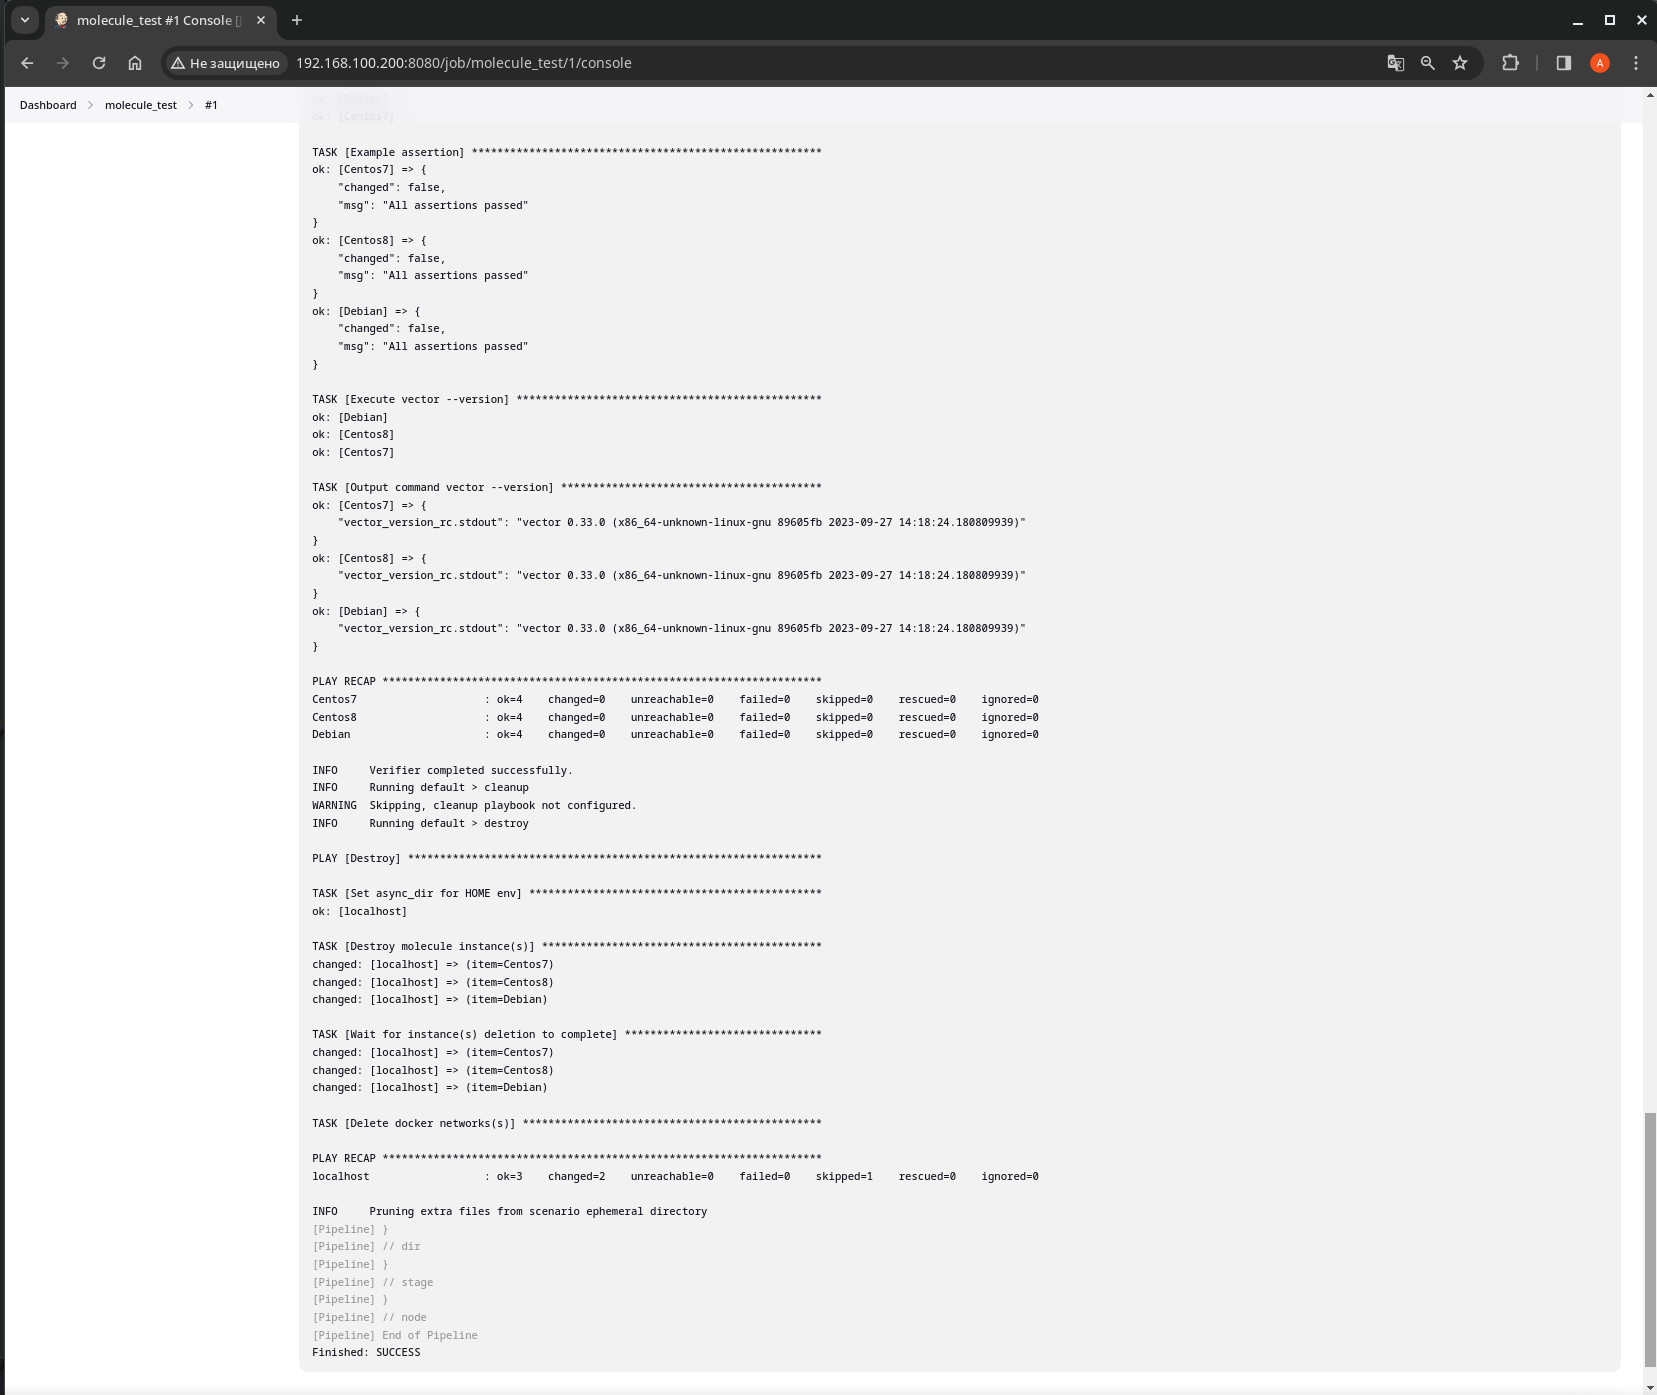 molecule_test #1 Console [
Не защищено
192.168.100.200:8080/job/molecule_test/1/console
A
Dashboard > molecule_test > #1
ok: [Debian]
ok: [Centos7]
TASK [Example assertion] *******************************************************
ok: [Centos7] => {
    "changed": false,
    "msg": "All assertions passed"
}
ok: [Centos8] => {
    "changed": false,
    "msg": "All assertions passed"
}
ok: [Debian] => {
    "changed": false,
    "msg": "All assertions passed"
}
TASK [Execute vector --version] ************************************************
ok: [Debian]
ok: [Centos8]
ok: [Centos7]
TASK [Output command vector --version] *****************************************
ok: [Centos7] => {
    "vector_version_rc.stdout": "vector 0.33.0 (x86_64-unknown-linux-gnu 89605fb 2023-09-27 14:18:24.180809939)"
}
ok: [Centos8] => {
    "vector_version_rc.stdout": "vector 0.33.0 (x86_64-unknown-linux-gnu 89605fb 2023-09-27 14:18:24.180809939)"
}
ok: [Debian] => {
    "vector_version_rc.stdout": "vector 0.33.0 (x86_64-unknown-linux-gnu 89605fb 2023-09-27 14:18:24.180809939)"
}
PLAY RECAP *********************************************************************
Centos7                    : ok=4    changed=0    unreachable=0    failed=0    skipped=0    rescued=0    ignored=0
Centos8                    : ok=4    changed=0    unreachable=0    failed=0    skipped=0    rescued=0    ignored=0
Debian                     : ok=4    changed=0    unreachable=0    failed=0    skipped=0    rescued=0    ignored=0
INFO     Verifier completed successfully.
INFO     Running default > cleanup
WARNING  Skipping, cleanup playbook not configured.
INFO     Running default > destroy
PLAY [Destroy] *****************************************************************
TASK [Set async_dir for HOME env] **********************************************
ok: [localhost]
TASK [Destroy molecule instance(s)] ********************************************
changed: [localhost] => (item=Centos7)
changed: [localhost] => (item=Centos8)
changed: [localhost] => (item=Debian)
TASK [Wait for instance(s) deletion to complete] *******************************
changed: [localhost] => (item=Centos7)
changed: [localhost] => (item=Centos8)
changed: [localhost] => (item=Debian)
TASK [Delete docker networks(s)] ***********************************************
PLAY RECAP *********************************************************************
localhost                  : ok=3    changed=2    unreachable=0    failed=0    skipped=1    rescued=0    ignored=0
INFO     Pruning extra files from scenario ephemeral directory
[Pipeline] }
[Pipeline] // dir
[Pipeline] }
[Pipeline] // stage
[Pipeline] }
[Pipeline] // node
[Pipeline] End of Pipeline
Finished: SUCCESS